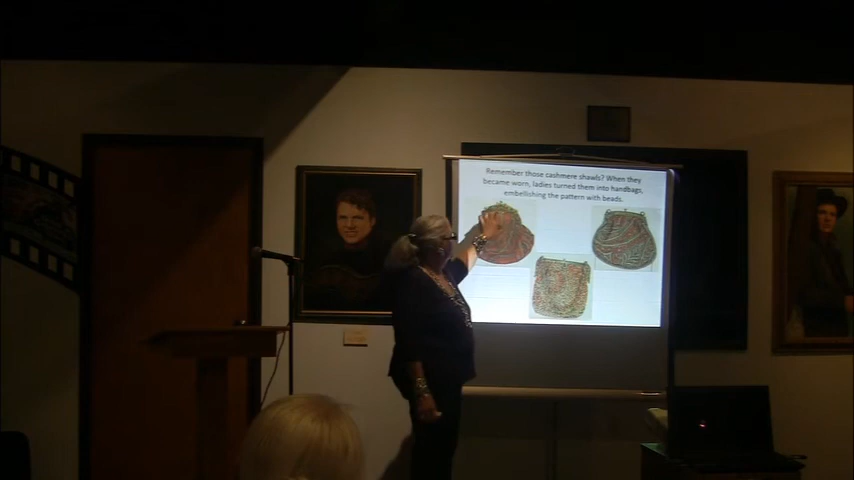 Remember those cashmere shawls? When they
became worn, ladies turned them into handbags,
embellishing the pattern with beads.